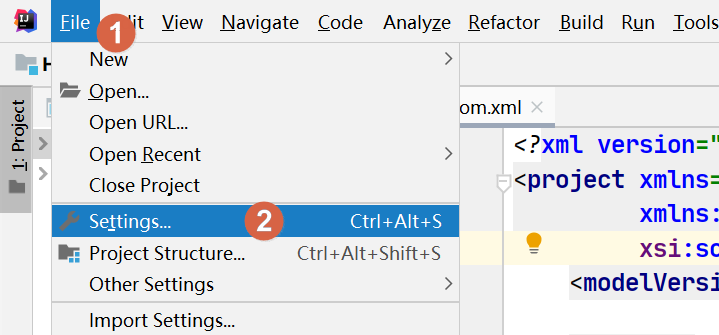 File Edit View Navigate Code Analyze Refactor Build Run Tools
1
H
New
Open...
Open URL...
Open Recent
Close Project
Settings... 2 Ctrl+Alt+S
Project Structure... Ctrl+Alt+Shift+S
Other Settings
Import Settings...
1: Project
om.xml
<?xml version="
<project xmlns=
xmlns:
xsi:sc
<modelVersi